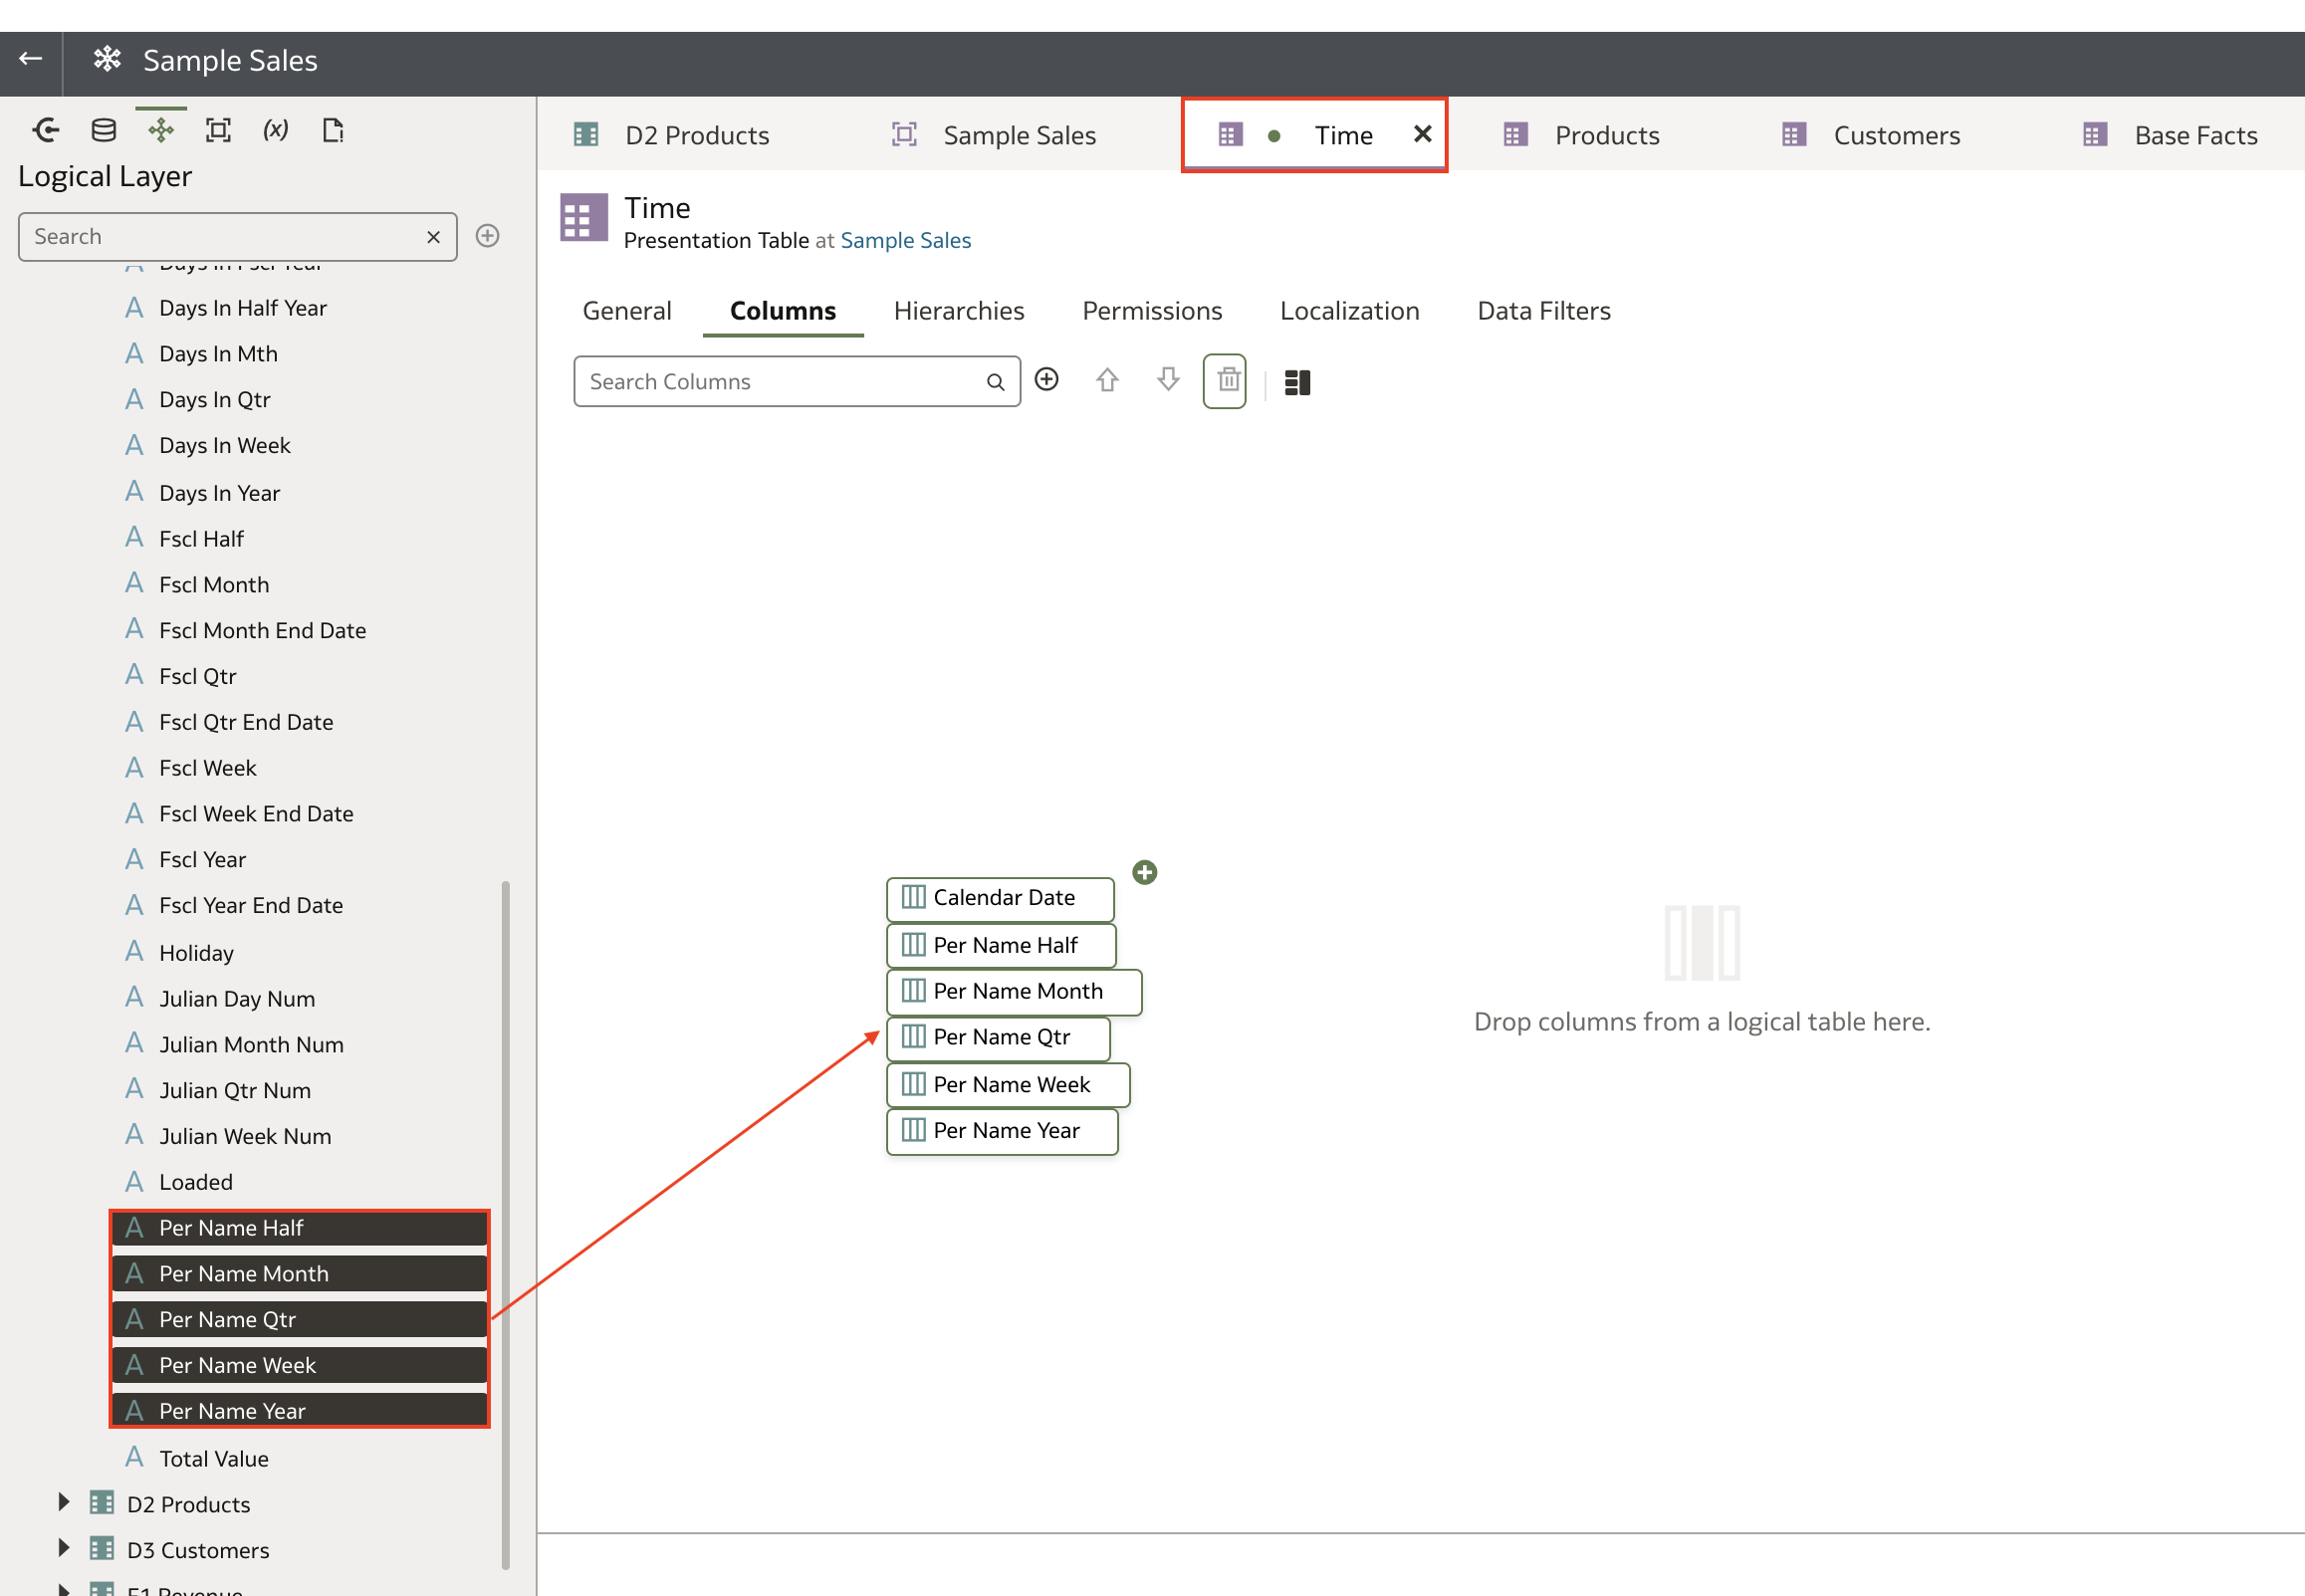 Sample Sales
Logical Layer
Search
Days In Fscl Year
Days In Half Year
Days In Mth
Days In Qtr
Days In Week
Days In Year
Fscl Half
Fscl Month
Fscl Month End Date
Fscl Qtr
Fscl Qtr End Date
Fscl Week
Fscl Week End Date
Fscl Year
Fscl Year End Date
Holiday
Julian Day Num
Julian Month Num
Julian Qtr Num
Julian Week Num
Loaded
Per Name Half
Per Name Month
Per Name Qtr
Per Name Week
Per Name Year
Total Value
D2 Products
D3 Customers
F1 Revenue
D2 Products
Sample Sales
Time
Products
Customers
Base Facts
Time
Presentation Table at Sample Sales
General
Columns
Hierarchies
Permissions
Localization
Data Filters
Search Columns
Calendar Date
Per Name Half
Per Name Month
Per Name Qtr
Per Name Week
Per Name Year
Drop columns from a logical table here.